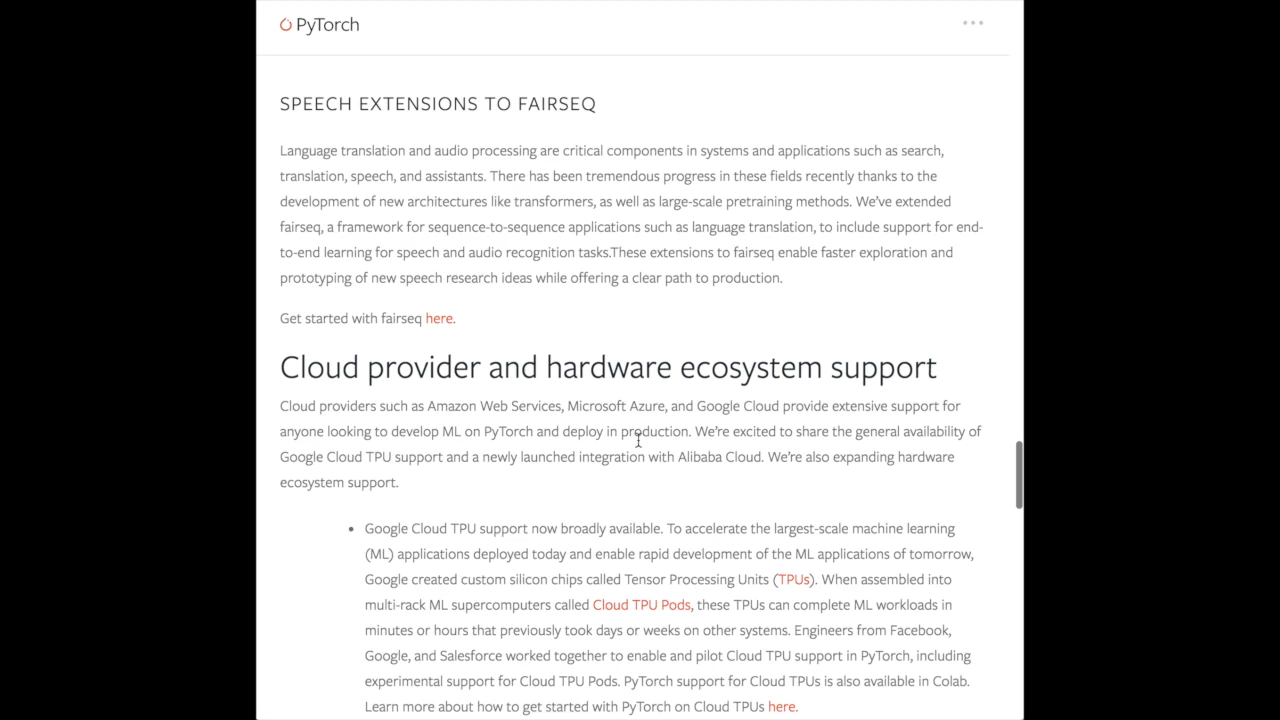 PyTorch
SPEECH EXTENSIONS TO FAIRSEQ
Language translation and audio processing are critical components in systems and applications such as search,
translation, speech, and assistants. There has been tremendous progress in these fields recently thanks to the
development of new architectures like transformers, as well as large-scale pretraining methods. We’ve extended
fairseq, a framework for sequence-to-sequence applications such as language translation, to include support for end-
to-end learning for speech and audio recognition tasks.These extensions to fairseq enable faster exploration and
prototyping of new speech research ideas while offering a clear path to production.
Get started with fairseq here.
Cloud provider and hardware ecosystem support
Cloud providers such as Amazon Web Services, Microsoft Azure, and Google Cloud provide extensive support for
anyone looking to develop ML on PyTorch and deploy in production. We’re excited to share the general availability of
Google Cloud TPU support and a newly launched integration with Alibaba Cloud. We’re also expanding hardware
ecosystem support.
• Google Cloud TPU support now broadly available. To accelerate the largest-scale machine learning
(ML) applications deployed today and enable rapid development of the ML applications of tomorrow,
Google created custom silicon chips called Tensor Processing Units (TPUs). When assembled into
multi-rack ML supercomputers called Cloud TPU Pods, these TPUs can complete ML workloads in
minutes or hours that previously took days or weeks on other systems. Engineers from Facebook,
Google, and Salesforce worked together to enable and pilot Cloud TPU support in PyTorch, including
experimental support for Cloud TPU Pods. PyTorch support for Cloud TPUs is also available in Colab.
Learn more about how to get started with PyTorch on Cloud TPUs here.